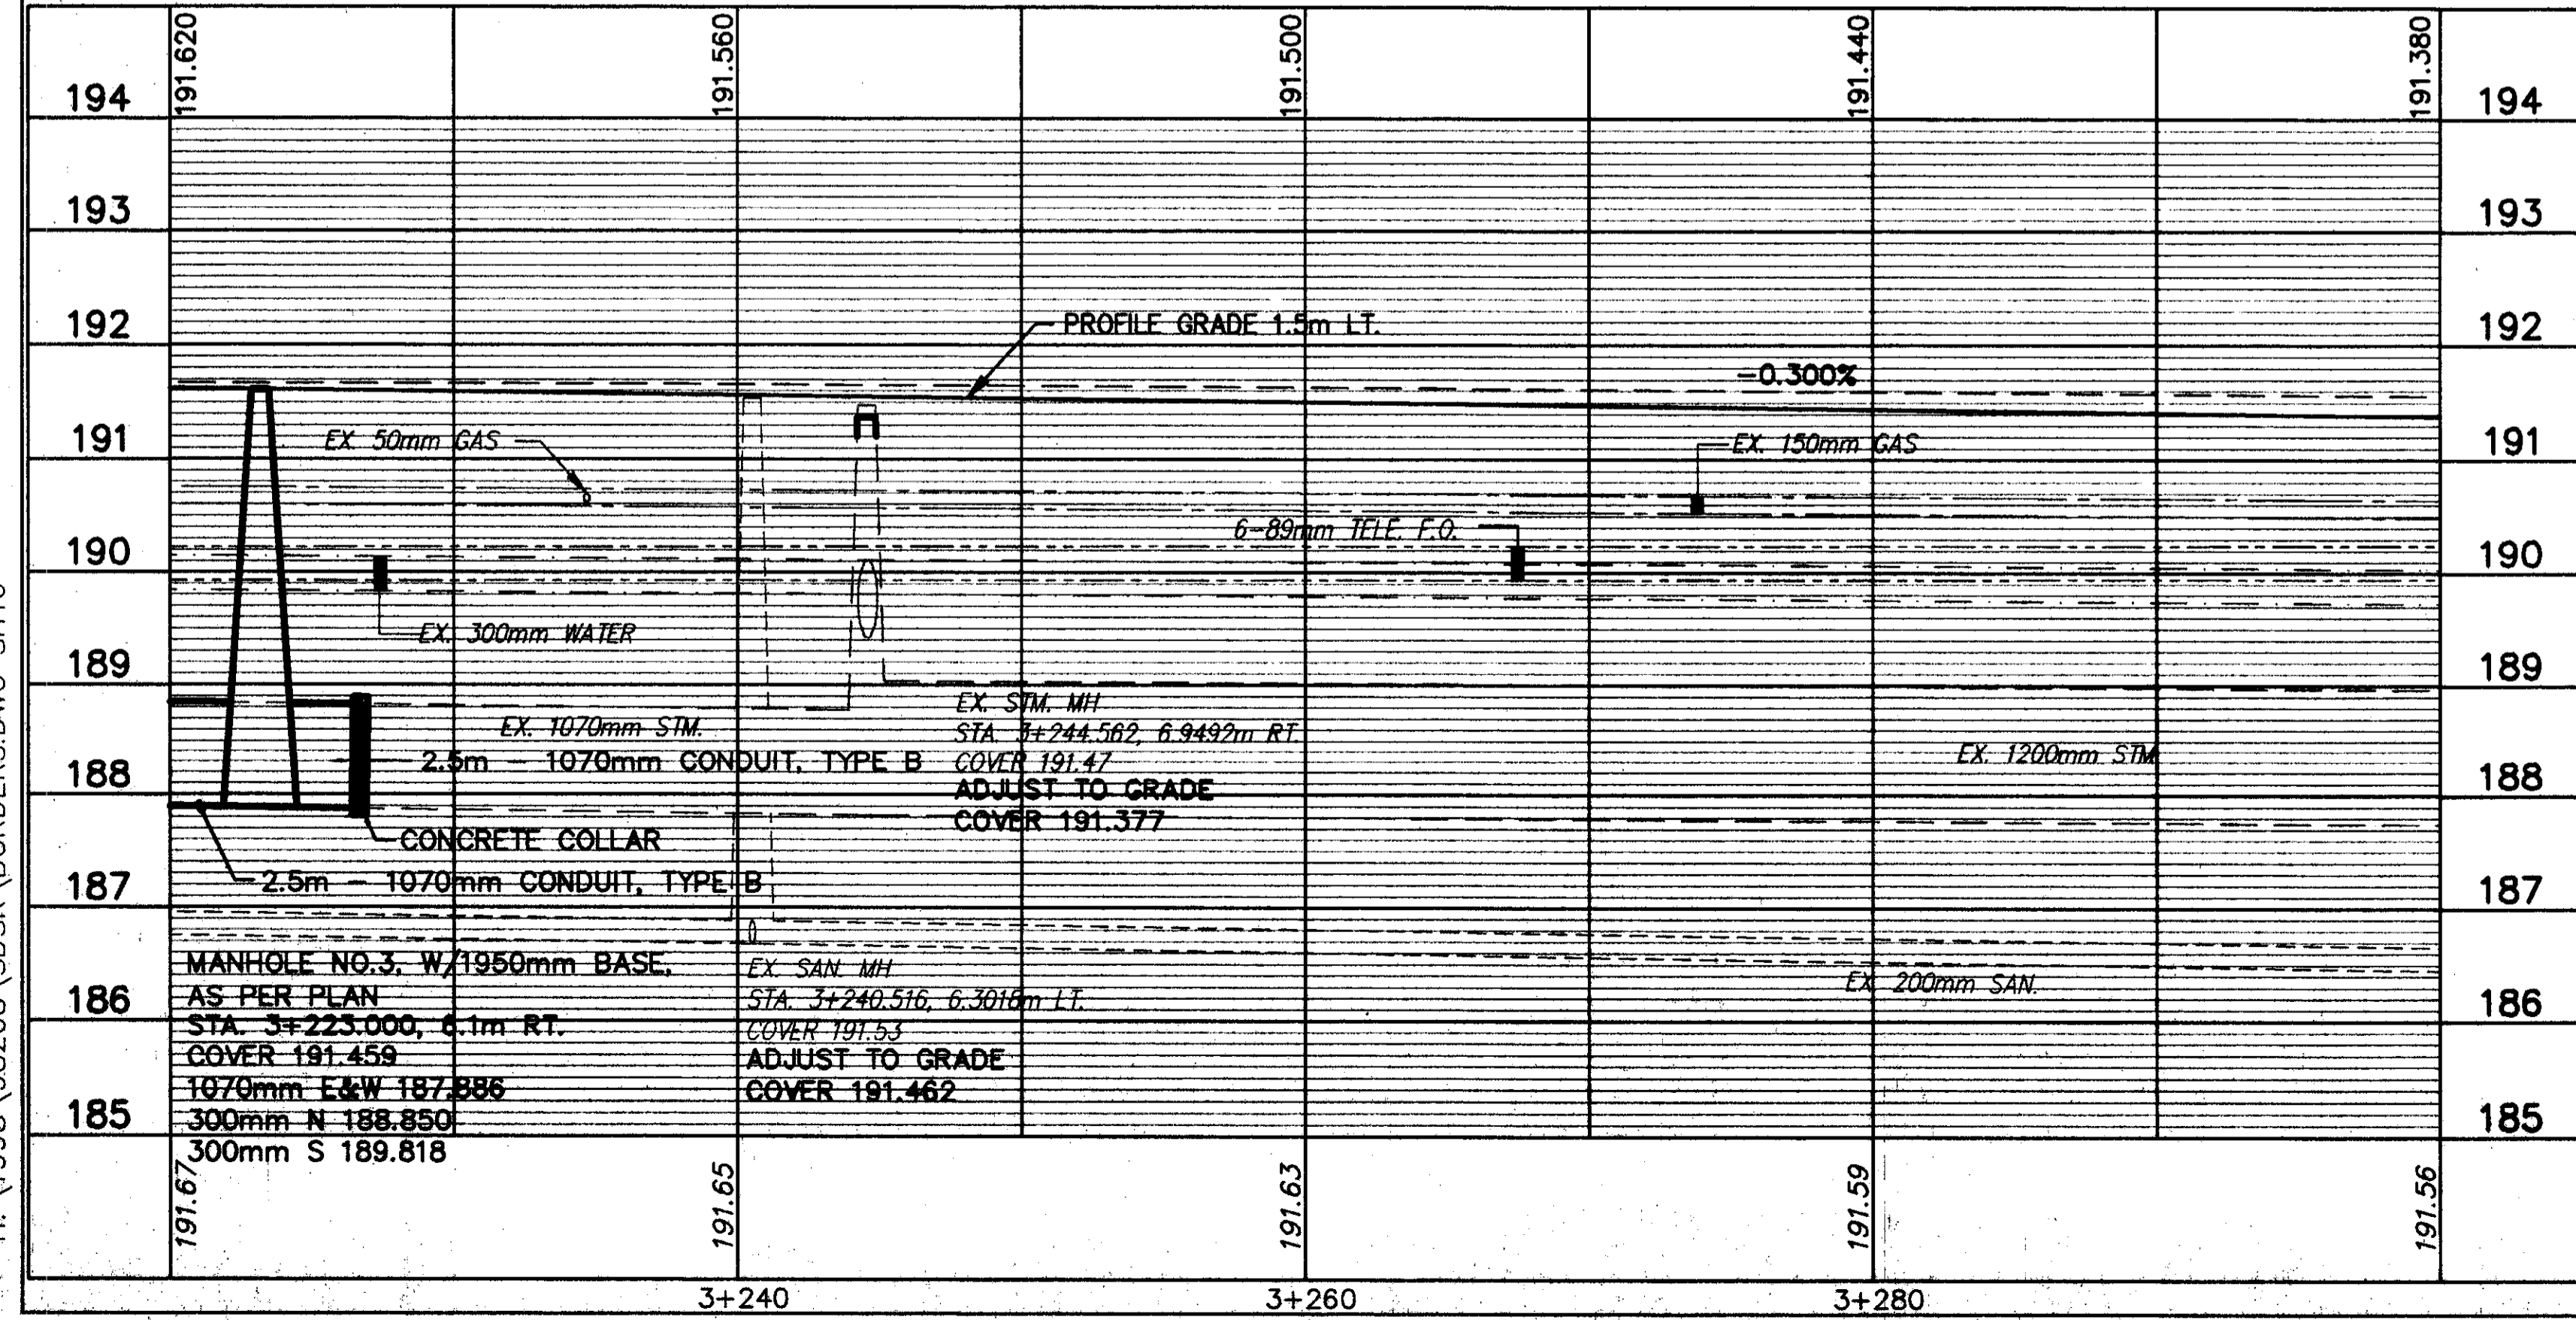 191.620
191.560
191.500
191.440
191.380
194
194
193
193
192
192
PROFILE GRADE 1.5m LT.
-0.300%
191
191
EX. 50mm GAS
EX. 150mm GAS
6-89mm TELE. F.O.
190
190
EX. 300mm WATER
189
189
EX. 1070mm STM.
2.5m - 1070mm CONDUIT, TYPE B
EX. STM. MH
STA. 3+244.562, 6.9492m RT.
COVER 191.47
ADJUST TO GRADE
COVER 191.377
EX. 1200mm STM
188
188
CONCRETE COLLAR
2.5m - 1070mm CONDUIT, TYPE B
187
187
MANHOLE NO.3, W/1950mm BASE,
AS PER PLAN
STA. 3+223.000, 6.1m RT.
COVER 191.459
1070mm E&W 187.886
300mm N 188.850
300mm S 189.818
EX. SAN. MH
STA. 3+240.516, 6.3016m LT.
COVER 191.53
ADJUST TO GRADE
COVER 191.462
EX. 200mm SAN.
186
186
185
185
191.67
191.65
191.63
191.59
191.56
3+240
3+260
3+280